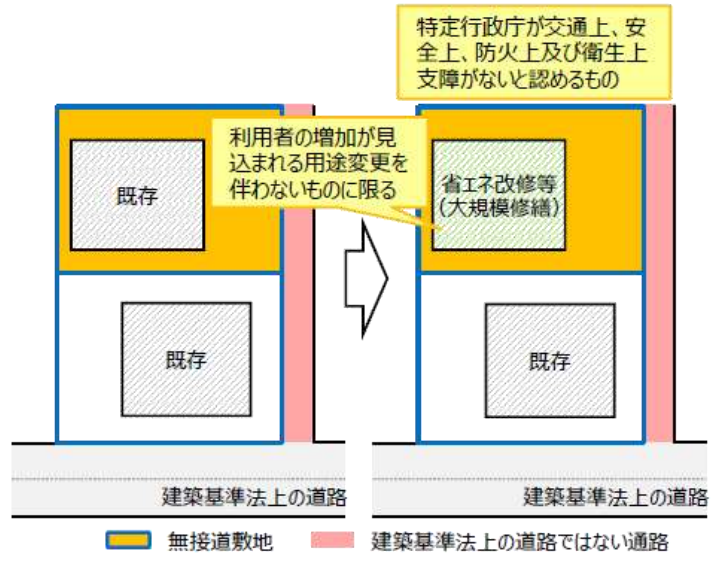 特定行政庁が交通上、安
全上、防火上及び衛生上
支障がないと認めるもの
利用者の増加が見
込まれる用途変更を
伴わないものに限る
既存
省エネ改修等
（大規模修繕）
既存
既存
建築基準法上の道路
建築基準法上の道路
無接道敷地
建築基準法上の道路ではない通路